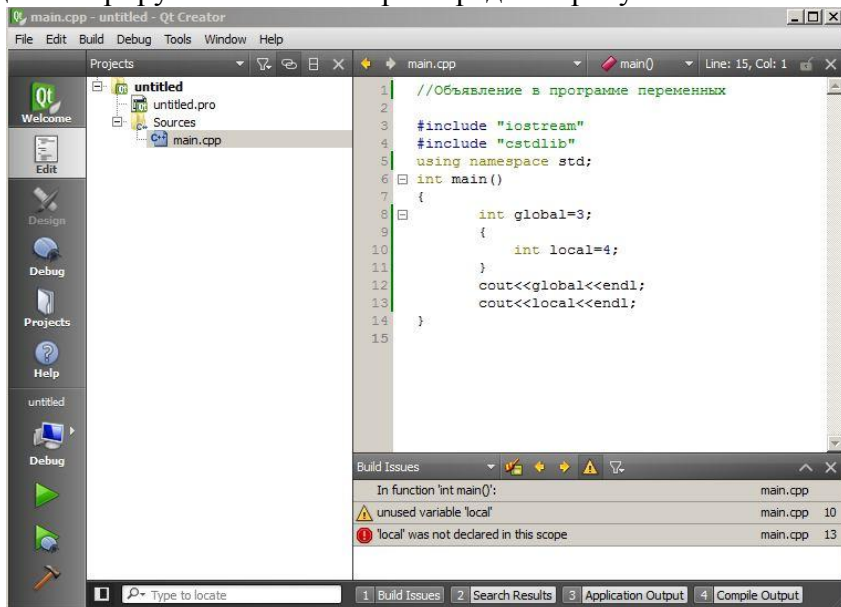 main.cpp - untitled - Qt Creator
File Edit Build Debug Tools Window Help
Projects
main.cpp
main()
Line: 15, Col: 1
Qt
Welcome
Edit
Design
Debug
Projects
Help
untitled
Debug
untitled
untitled.pro
Sources
main.cpp
1 //Объявление в программе переменных
2
3 #include "iostream"
4 #include "cstdlib"
5 using namespace std;
6 int main()
7 {
8 int global=3;
9 {
10 int local=4;
11 }
12 cout<<global<<endl;
13 cout<<local<<endl;
14 }
15
Build Issues
In function 'int main()': main.cpp
unused variable 'local' main.cpp 10
'local' was not declared in this scope main.cpp 13
Type to locate
1 Build Issues 2 Search Results 3 Application Output 4 Compile Output